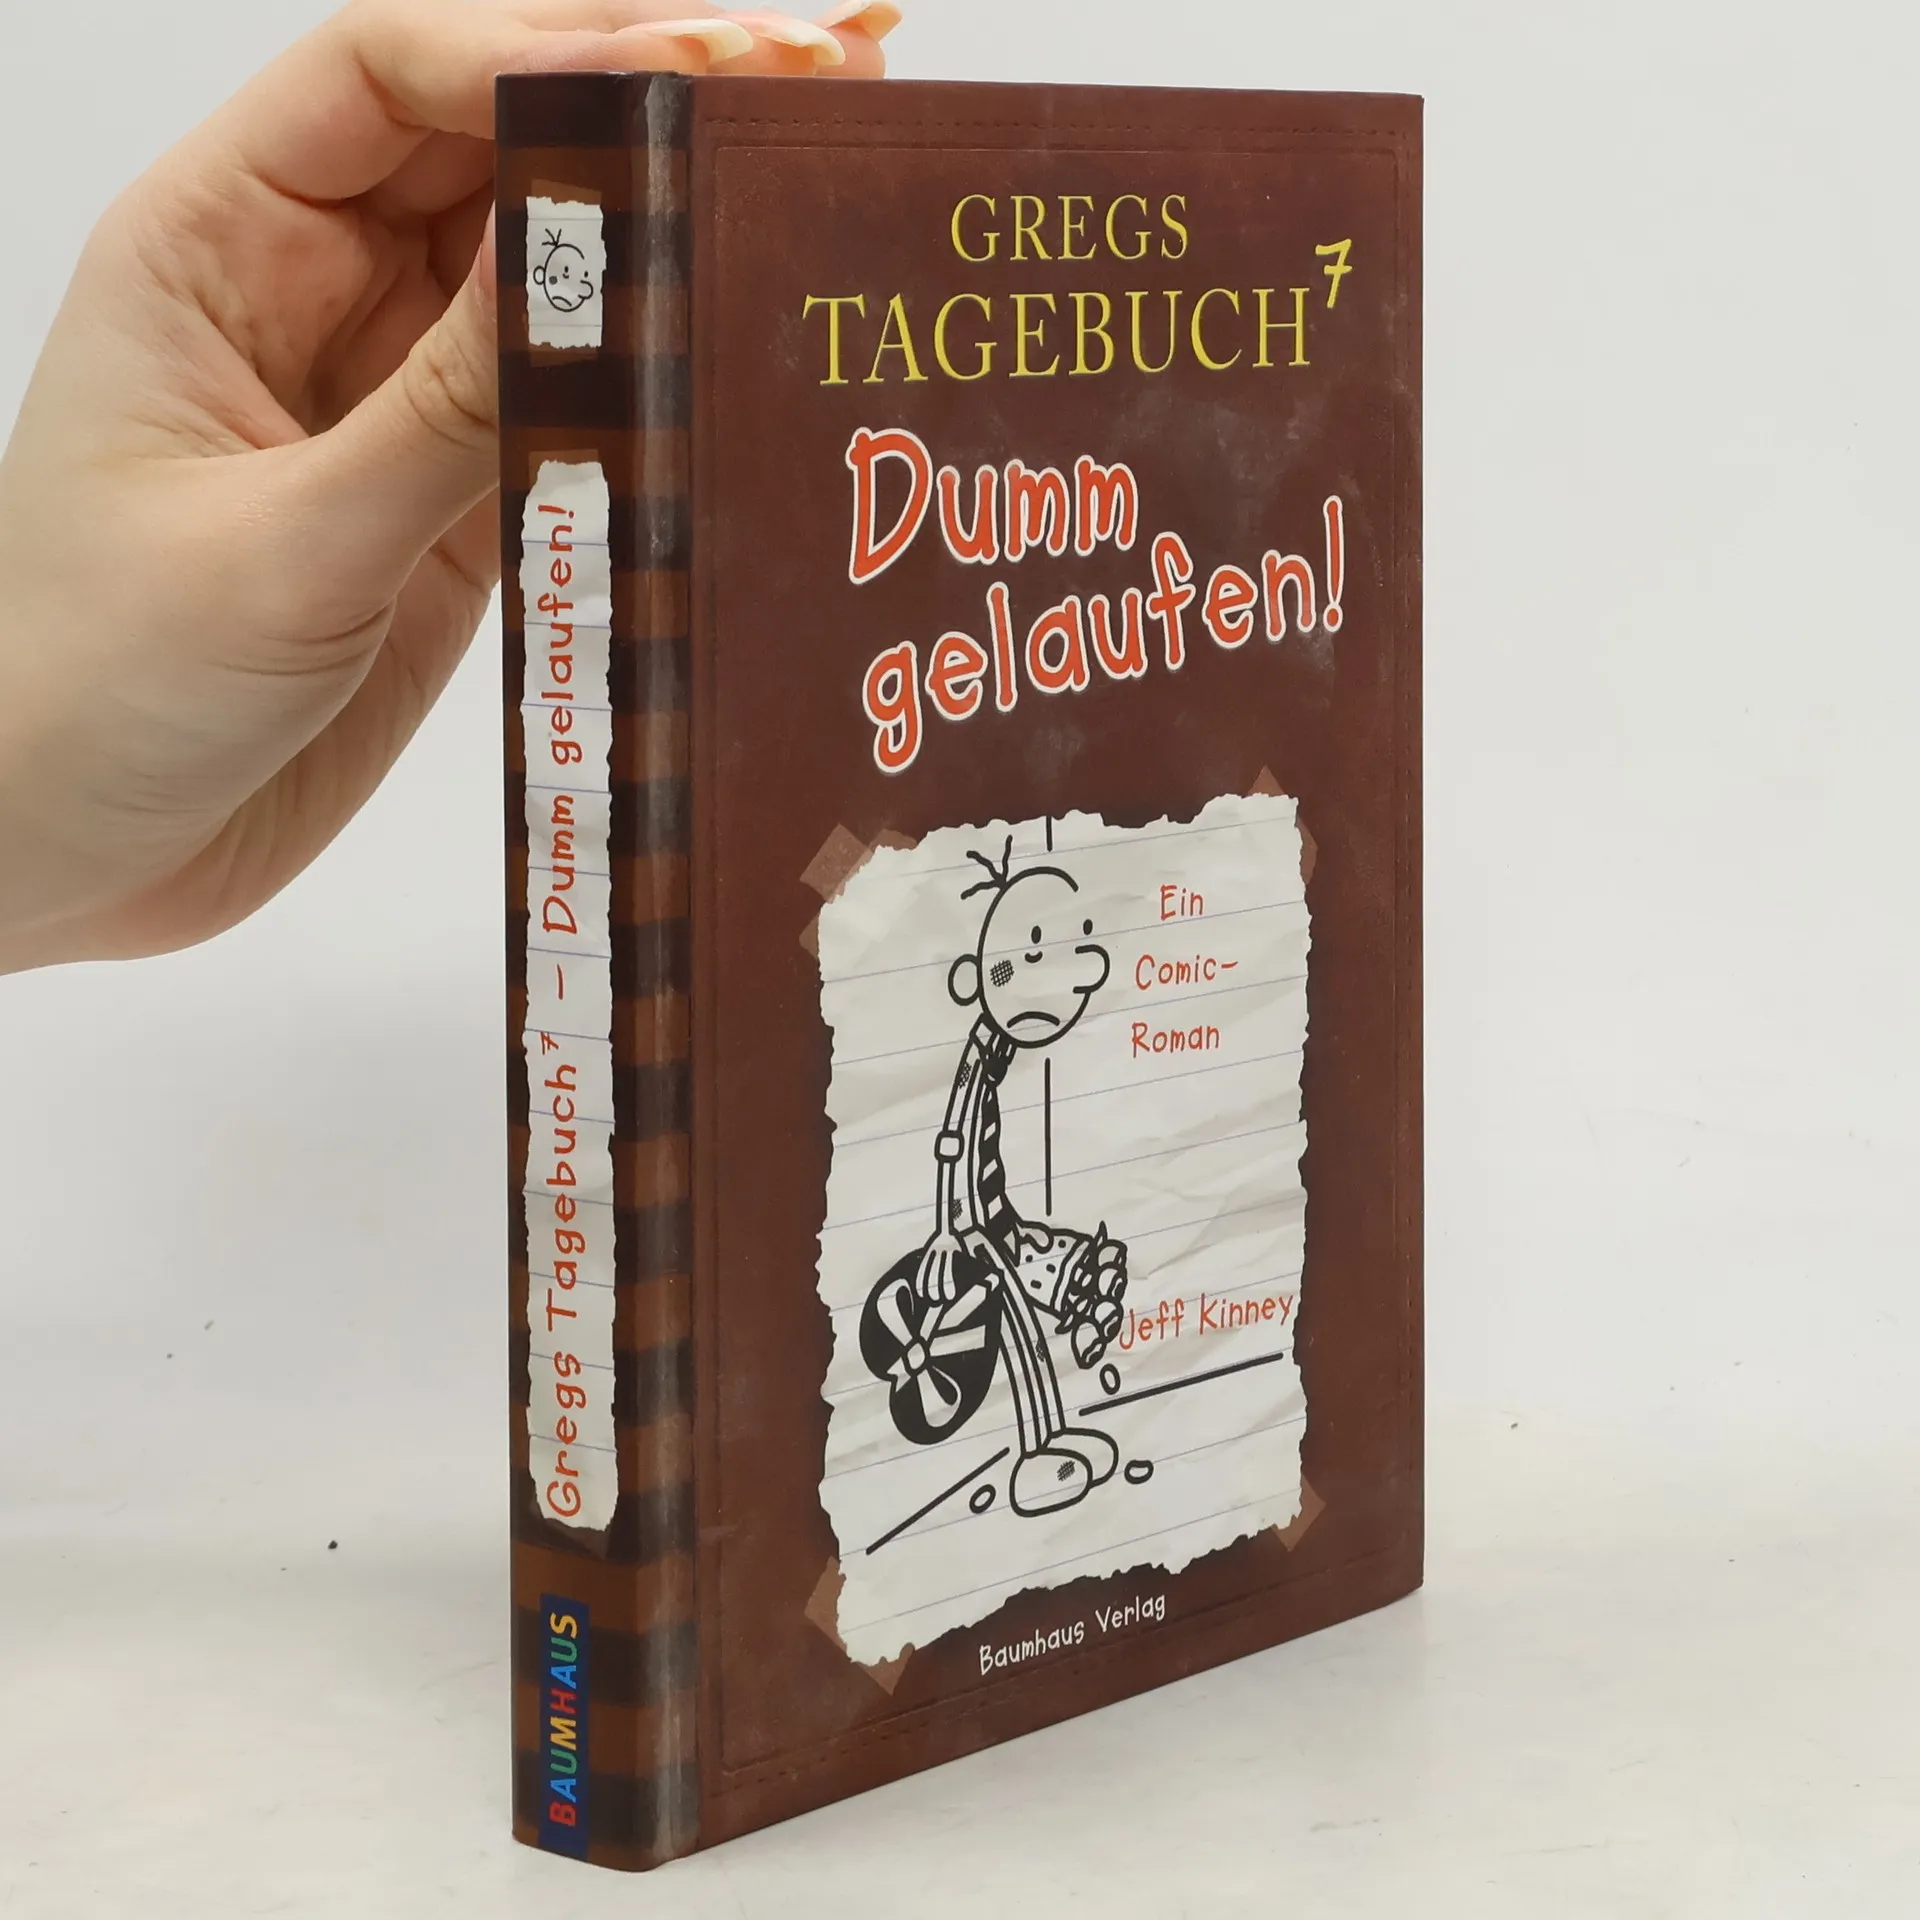 GREGS
TAGEBUCH 7
Dumm
gelaufen!
Ein
Comic-
Roman
Jeff Kinney
Baumhaus Verlag
Gregs Tagebuch 7 – Dumm gelaufen!
BAUMHAUS